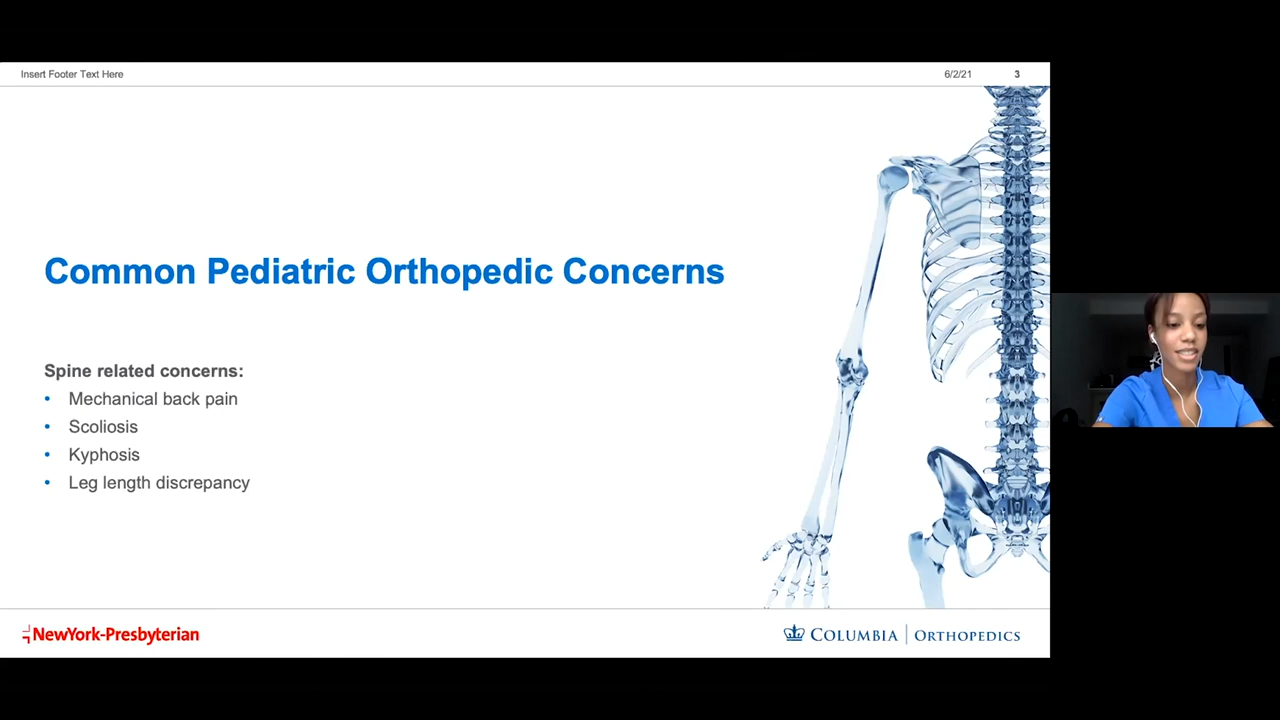 Insert Footer Text Here
6/2/21
3
Common Pediatric Orthopedic Concerns
Spine related concerns:
• Mechanical back pain
• Scoliosis
• Kyphosis
• Leg length discrepancy
NewYork-Presbyterian
COLUMBIA | ORTHOPEDICS